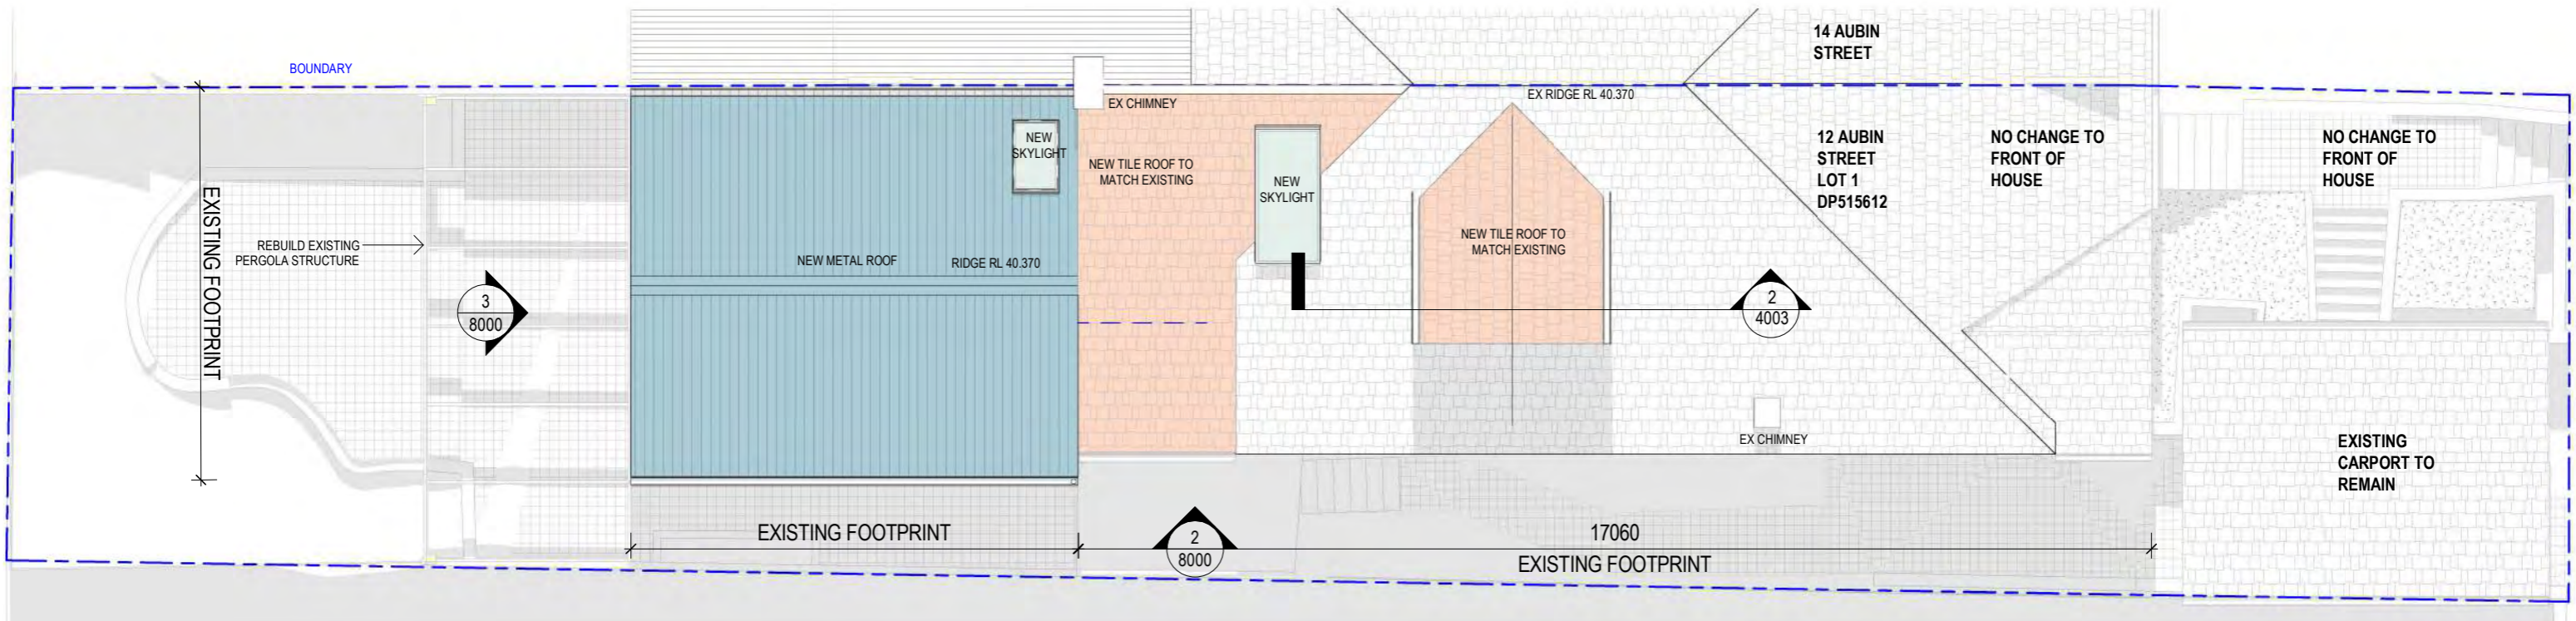 BOUNDARY
EXISTING FOOTPRINT
REBUILD EXISTING
PERGOLA STRUCTURE
3
8000
NEW
SKYLIGHT
NEW METAL ROOF
RIDGE RL 40.370
EX CHIMNEY
NEW TILE ROOF TO
MATCH EXISTING
NEW
SKYLIGHT
EX RIDGE RL 40.370
NEW TILE ROOF TO
MATCH EXISTING
2
4003
EX CHIMNEY
14 AUBIN
STREET
12 AUBIN
STREET
LOT 1
DP515612
NO CHANGE TO
FRONT OF
HOUSE
NO CHANGE TO
FRONT OF
HOUSE
EXISTING
CARPORT TO
REMAIN
EXISTING FOOTPRINT
2
8000
17060
EXISTING FOOTPRINT